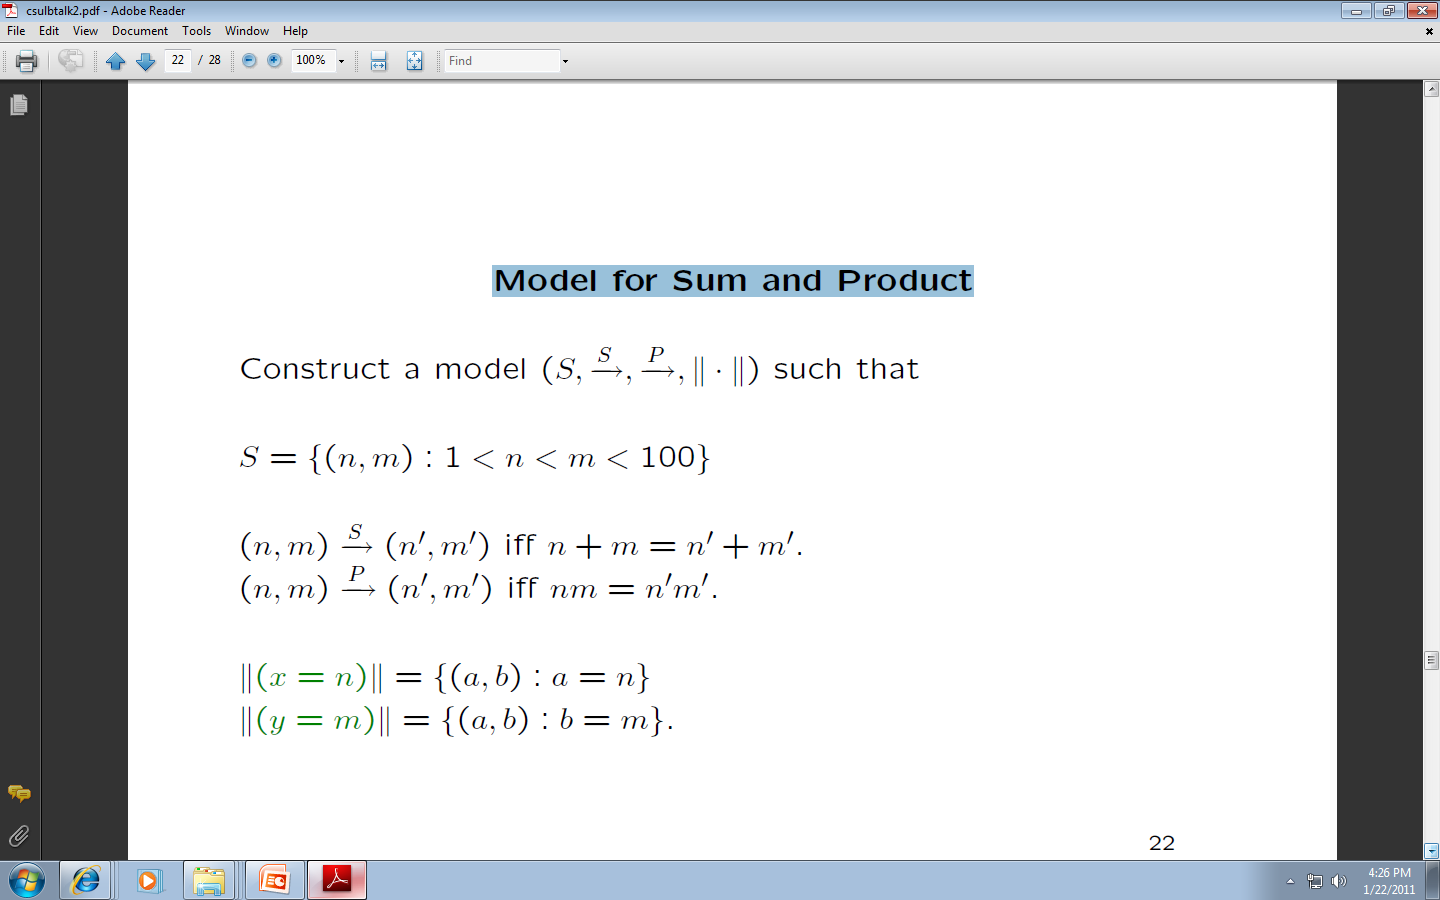 csulbtalk2.pdf - Adobe Reader
File Edit View Document Tools Window Help
22 / 28 100% Find
Model for Sum and Product
Construct a model (S, —S→, —P→, ‖ · ‖) such that
S = {(n, m) : 1 < n < m < 100}
(n, m) —S→ (n′, m′) iff n + m = n′ + m′.
(n, m) —P→ (n′, m′) iff nm = n′m′.
‖(x = n)‖ = {(a, b) : a = n}
‖(y = m)‖ = {(a, b) : b = m}.
22
4:26 PM
1/22/2011